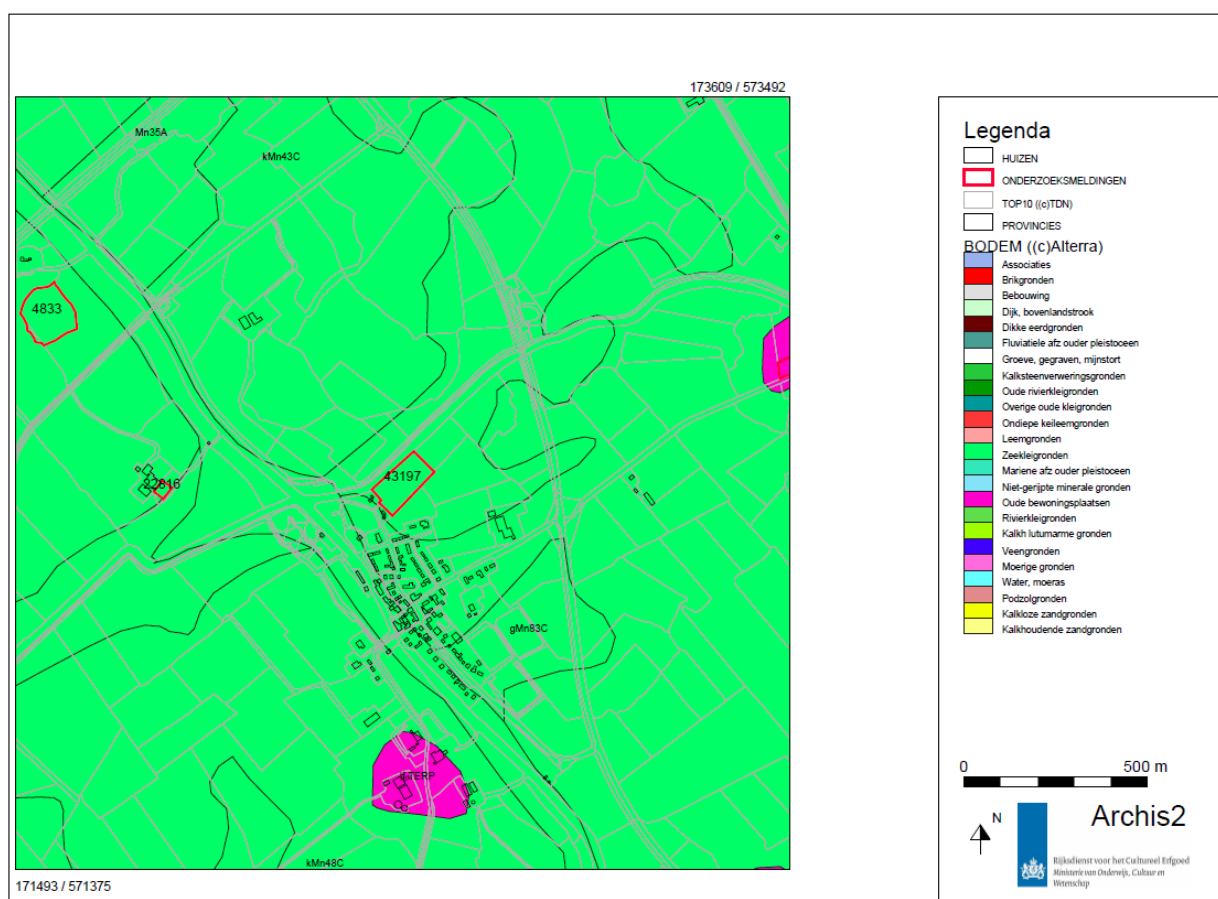 173609 / 573492
Mn35A
kMn43C
4833
22816
43197
gMn83C
TERP
kMn48C
171493 / 571375
Legenda
HUIZEN
ONDERZOEKSMELDINGEN
TOP10 ((c)TDN)
PROVINCIES
BODEM ((c)Alterra)
Associaties
Brikgronden
Bebouwing
Dijk, bovenlandstrook
Dikke eerdgronden
Fluviatiele afz ouder pleistoceen
Groeve, gegraven, mijnstort
Kalksteenverweringsgronden
Oude rivierkleigronden
Overige oude kleigronden
Ondiepe keileemgronden
Leemgronden
Zeekleigronden
Mariene afz ouder pleistoceen
Niet-gerijpte minerale gronden
Oude bewoningsplaatsen
Rivierkleigronden
Kalkh lutumarme gronden
Veengronden
Moerige gronden
Water, moeras
Podzolgronden
Kalkloze zandgronden
Kalkhoudende zandgronden
0 500 m
N
Archis2
Rijksdienst voor het Cultureel Erfgoed
Ministerie van Onderwijs, Cultuur en
Wetenschap